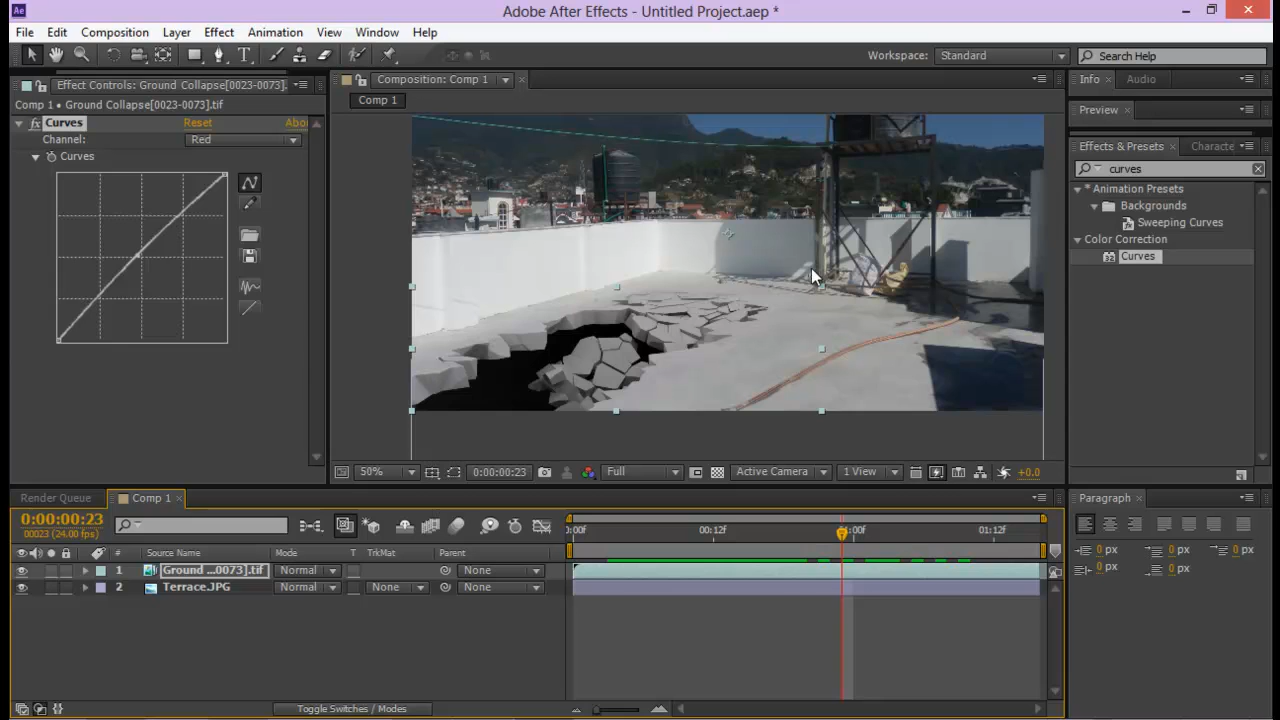 Ae
Adobe After Effects - Untitled Project.aep *
File Edit Composition Layer Effect Animation View Window Help
T
Workspace: Standard
Search Help
Effect Controls: Ground Collapse[0023-0073].
Composition: Comp 1
Info Audio
Comp 1 • Ground Collapse[0023-0073].tif
Comp 1
Preview
fx Curves Reset Abo
Channel: Red
Curves
Effects & Presets Characte
curves
* Animation Presets
Backgrounds
Sweeping Curves
Color Correction
Curves
50% 0:00:00:23 Full Active Camera 1 View +0.0
Render Queue Comp 1
Paragraph
0:00:00:23
00023 (24.00 fps)
:00f 00:12f 01:00f 01:12f
# Source Name Mode T TrkMat Parent
1 Ground ...0073].tif Normal None
2 Terrace.JPG Normal None None
0 px 0 px 0 px
0 px 0 px
Toggle Switches / Modes